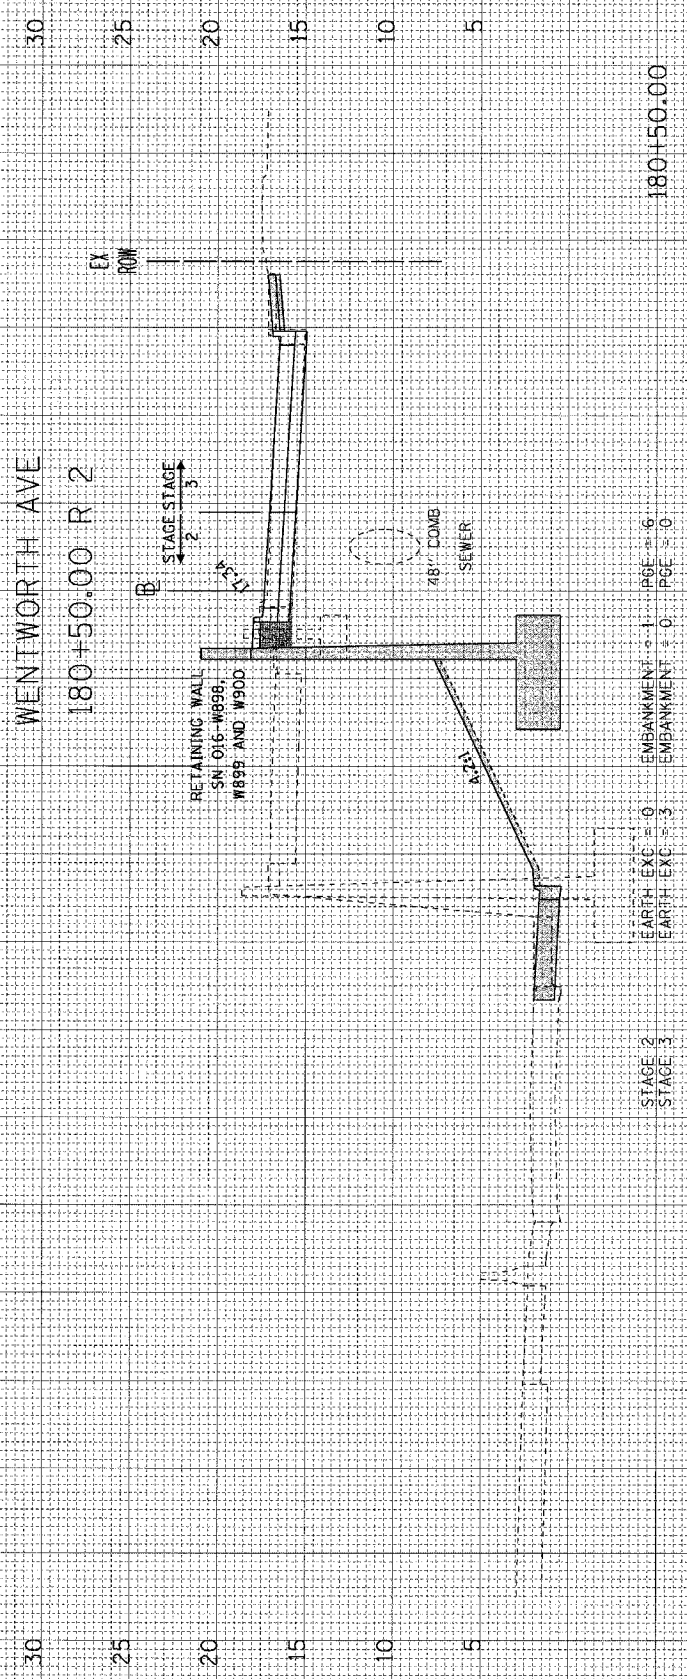 WENTWORTH AVE
180+50.00 R 2
30
30
25
25
20
20
15
15
10
10
5
5
EX
ROW
STAGE STAGE
2 3
B
17.34
RETAINING WALL
SN 016-W898,
W899 AND W900
48" COMB
SEWER
180+50.00
STAGE 2 EARTH EXC = 0 EMBANKMENT = 1 PGE = 6
STAGE 3 EARTH EXC = 3 EMBANKMENT = 0 PGE = 0